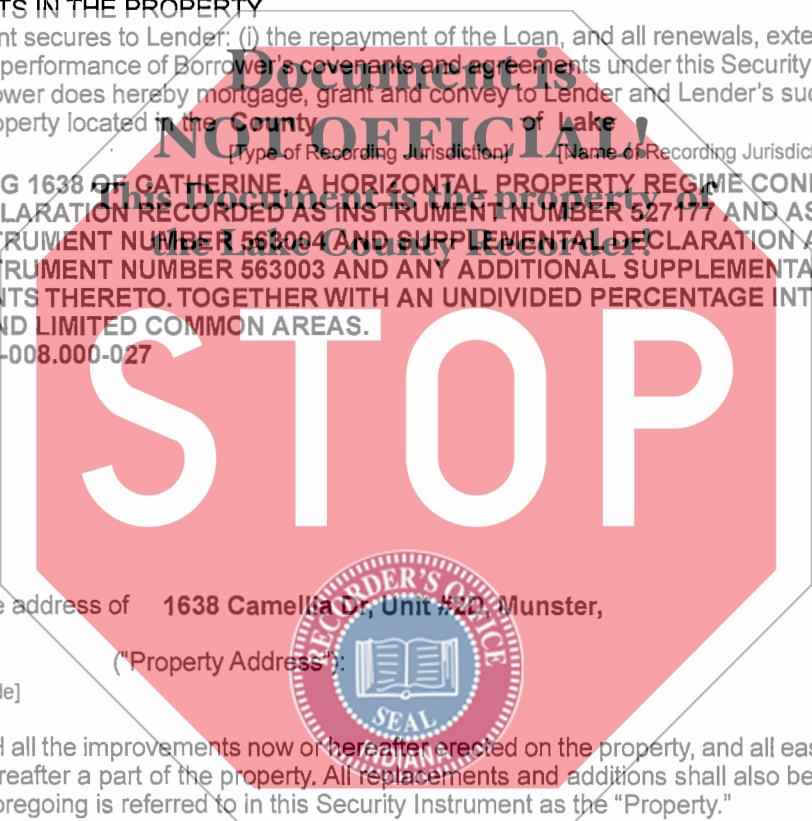 TS IN THE PROPERTY
nt secures to Lender: (i) the repayment of the Loan, and all renewals, exte
performance of Borrower's covenants and agreements under this Security
ower does hereby mortgage, grant and convey to Lender and Lender's suc
operty located in the County of Lake
[Type of Recording Jurisdiction] [Name of Recording Jurisdict
G 1638 OF CATHERINE, A HORIZONTAL PROPERTY REGIME CON
LARATION RECORDED AS INSTRUMENT NUMBER 527177 AND AS
TRUMENT NUMBER 563004 AND SUPPLEMENTAL DECLARATION A
TRUMENT NUMBER 563003 AND ANY ADDITIONAL SUPPLEMENTA
TS THERETO. TOGETHER WITH AN UNDIVIDED PERCENTAGE INT
ND LIMITED COMMON AREAS.
-008.000-027
Document is
NOT OFFICIAL!
This Document is the property of
the Lake County Recorder!
STOP
e address of 1638 Camellia Dr, Unit #2D, Munster,
("Property Address"):
de]
RECORDER'S OFFICE
SEAL
INDIANA
d all the improvements now or hereafter erected on the property, and all eas
reafter a part of the property. All replacements and additions shall also be
oregoing is referred to in this Security Instrument as the "Property."